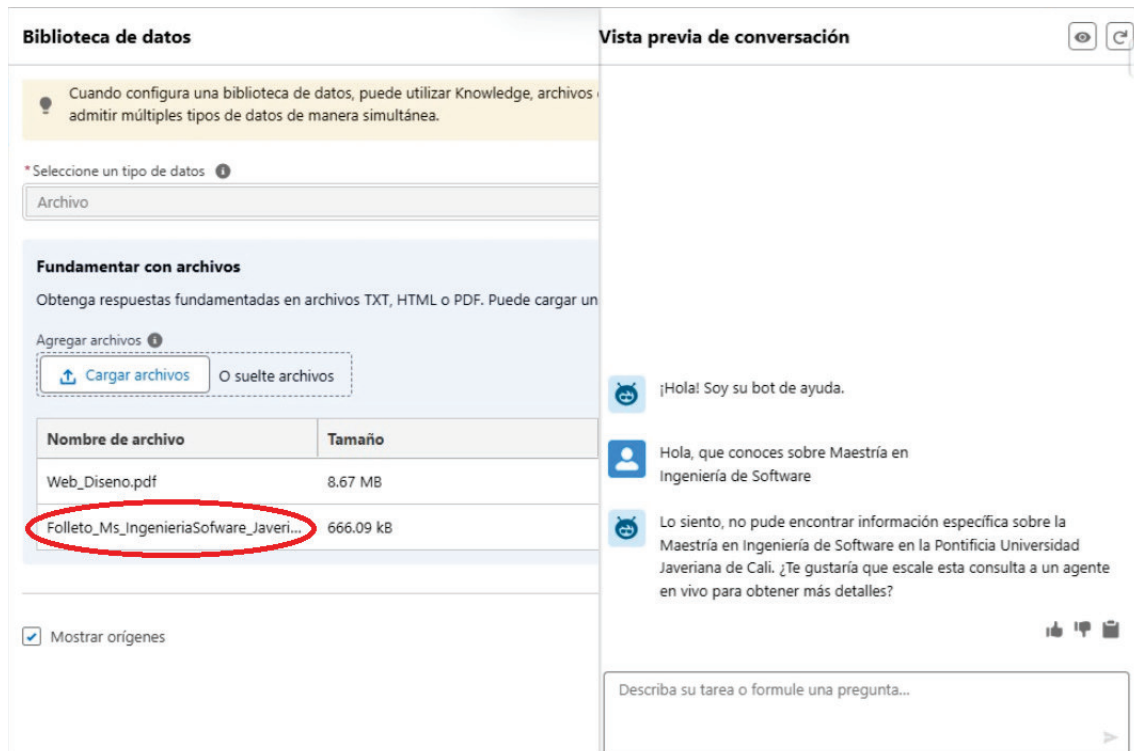 Biblioteca de datos
Cuando configura una biblioteca de datos, puede utilizar Knowledge, archivos
admitir múltiples tipos de datos de manera simultánea.
*Seleccione un tipo de datos
Archivo
Fundamentar con archivos
Obtenga respuestas fundamentadas en archivos TXT, HTML o PDF. Puede cargar un
Agregar archivos
Cargar archivos O suelte archivos
Nombre de archivo Tamaño
Web_Diseno.pdf 8.67 MB
Folleto_Ms_IngenieriaSofware_Javeri... 666.09 kB
Mostrar orígenes
Vista previa de conversación
¡Hola! Soy su bot de ayuda.
Hola, que conoces sobre Maestría en
Ingeniería de Software
Lo siento, no pude encontrar información específica sobre la
Maestría en Ingeniería de Software en la Pontificia Universidad
Javeriana de Cali. ¿Te gustaría que escale esta consulta a un agente
en vivo para obtener más detalles?
Describa su tarea o formule una pregunta...